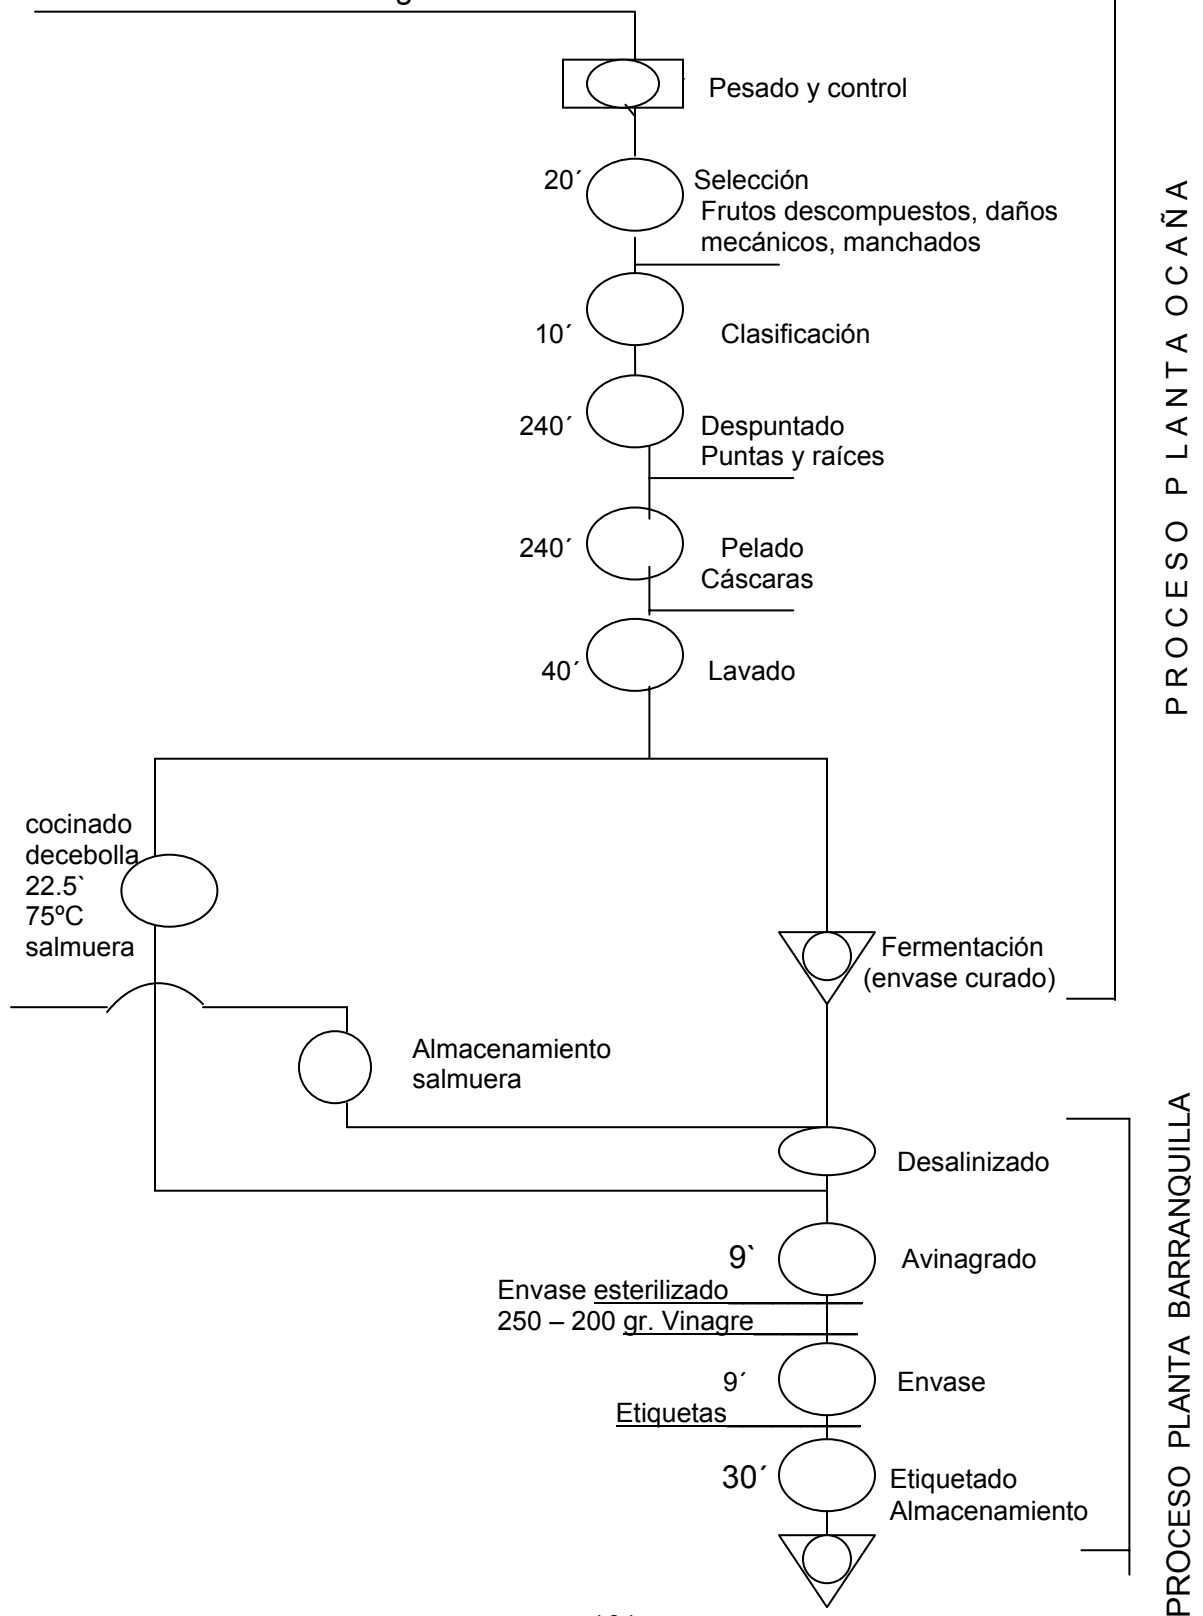 Pesado y control
20´
Selección
Frutos descompuestos, daños
mecánicos, manchados
10´
Clasificación
240´
Despuntado
Puntas y raíces
240´
Pelado
Cáscaras
40´
Lavado
PROCESO PLANTA OCAÑA
cocinado
decebolla
22.5`
75ºC
salmuera
Fermentación
(envase curado)
Almacenamiento
salmuera
Desalinizado
9`
Avinagrado
Envase esterilizado
250 – 200 gr. Vinagre
9´
Envase
Etiquetas
30´
Etiquetado
Almacenamiento
PROCESO PLANTA BARRANQUILLA